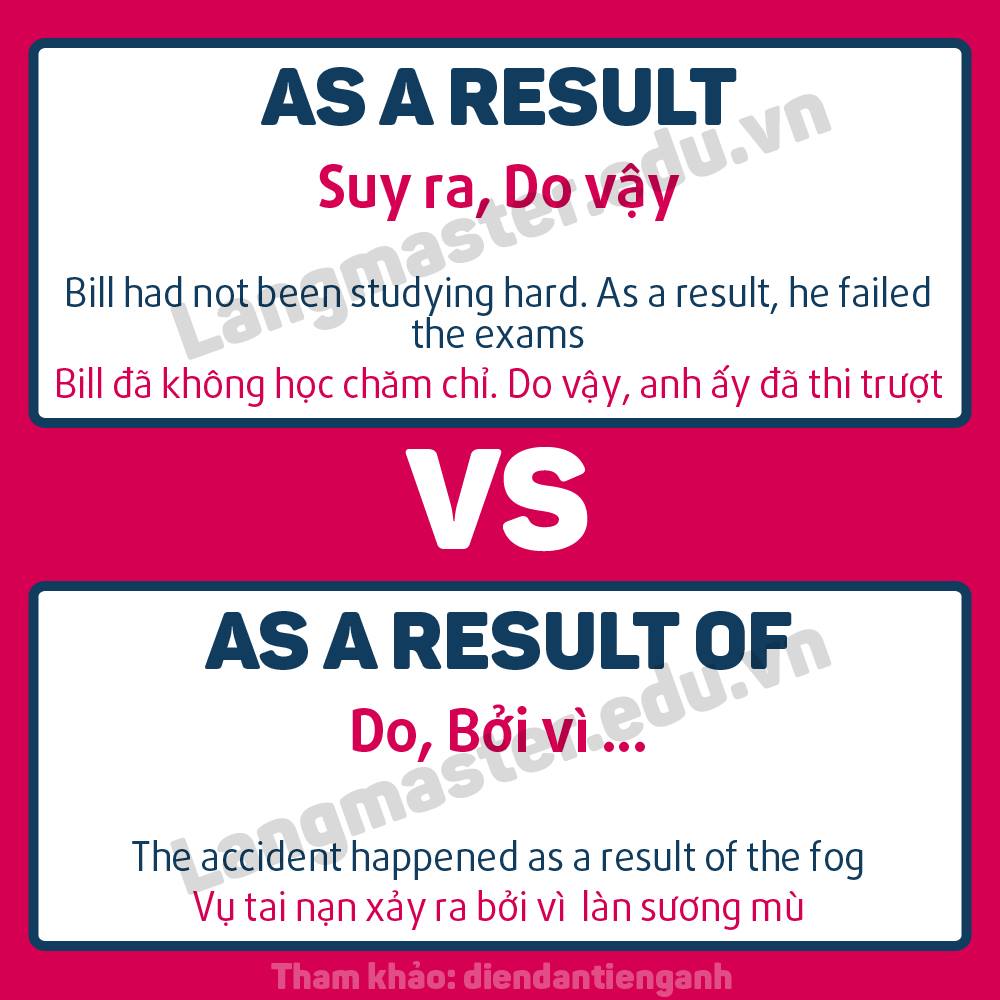 AS A RESULT
Suy ra, Do vậy
Bill had not been studying hard. As a result, he failed
the exams
Bill đã không học chăm chỉ. Do vậy, anh ấy đã thi trượt
Langmaster.edu.vn
VS
AS A RESULT OF
Do, Bởi vì ...
The accident happened as a result of the fog
Vụ tai nạn xảy ra bởi vì làn sương mù
Langmaster.edu.vn
Tham khảo: diendantienganh